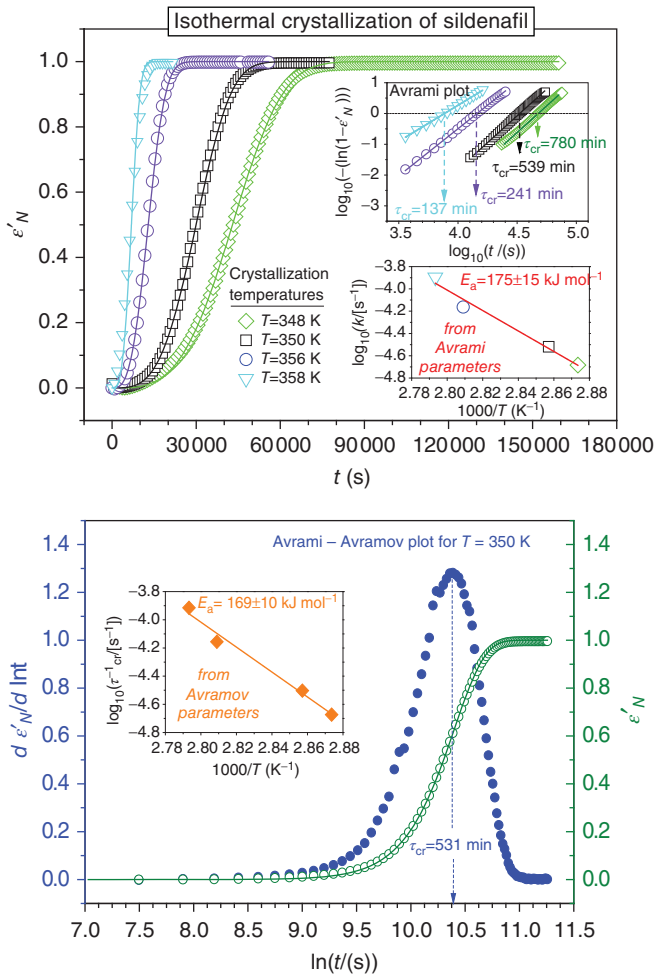 Isothermal crystallization of sildenafil
1.0
0.8
0.6
0.4
0.2
0.0
ε′N
0
30000
60000
90000
120000
150000
180000
t (s)
Crystallization
temperatures
T=348 K
T=350 K
T=356 K
T=358 K
Avrami plot
1
0
-1
-2
-3
log10(-(ln(1-ε′N)))
τcr=780 min
τcr=539 min
τcr=241 min
τcr=137 min
3.5
4.0
4.5
5.0
log10(t /(s))
-3.8
-4.0
-4.2
-4.4
-4.6
-4.8
log10(k/[s-1])
Ea=175±15 kJ mol-1
from
Avrami
parameters
2.78 2.80 2.82 2.84 2.86 2.88
1000/T (K-1)
Avrami – Avramov plot for T = 350 K
1.4
1.3
1.2
1.1
1.0
0.8
0.7
0.6
0.5
0.4
0.2
0.1
0.0
d ε′N/d lnt
-3.8
-4.0
-4.2
-4.4
-4.6
-4.8
log10(τ-1cr/[s-1])
Ea= 169±10 kJ mol-1
from
Avramov
parameters
2.78 2.80 2.82 2.84 2.86 2.88
1000/T (K-1)
τcr=531 min
1.4
1.2
1.0
0.8
0.6
0.4
0.2
0.0
ε′N
7.0 7.5 8.0 8.5 9.0 9.5 10.0 10.5 11.0 11.5
ln(t/(s))